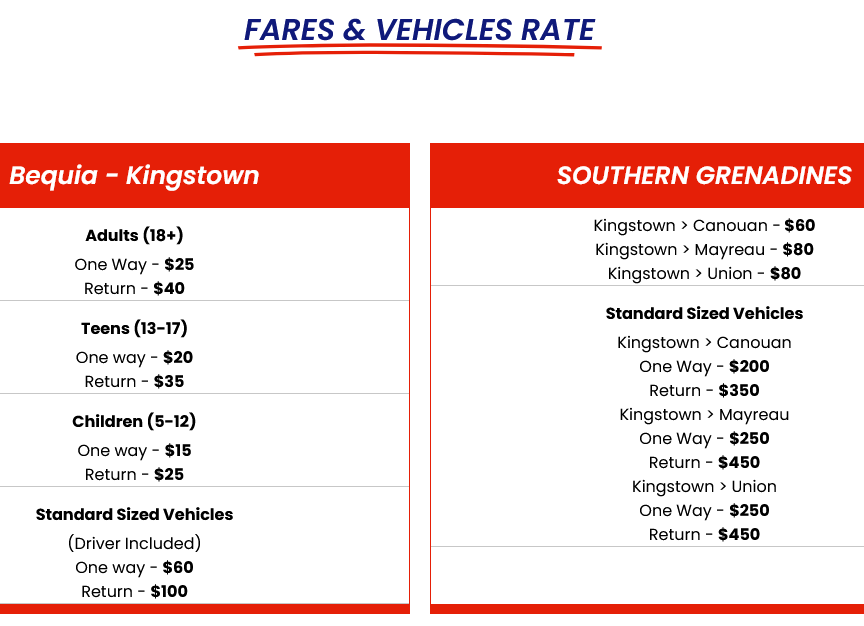 FARES & VEHICLES RATE
Bequia - Kingstown
Adults (18+)
One Way - $25
Return - $40
Teens (13-17)
One way - $20
Return - $35
Children (5-12)
One way - $15
Return - $25
Standard Sized Vehicles
(Driver Included)
One way - $60
Return - $100
SOUTHERN GRENADINES
Kingstown > Canouan - $60
Kingstown > Mayreau - $80
Kingstown > Union - $80
Standard Sized Vehicles
Kingstown > Canouan
One Way - $200
Return - $350
Kingstown > Mayreau
One Way - $250
Return - $450
Kingstown > Union
One Way - $250
Return - $450